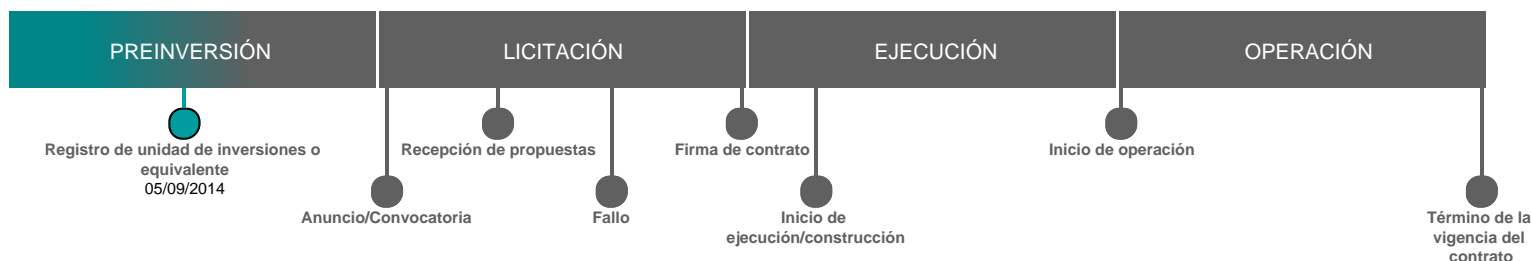 PREINVERSIÓN
LICITACIÓN
EJECUCIÓN
OPERACIÓN
Registro de unidad de inversiones o
equivalente
05/09/2014
Anuncio/Convocatoria
Recepción de propuestas
Fallo
Firma de contrato
Inicio de
ejecución/construcción
Inicio de operación
Término de la
vigencia del
contrato